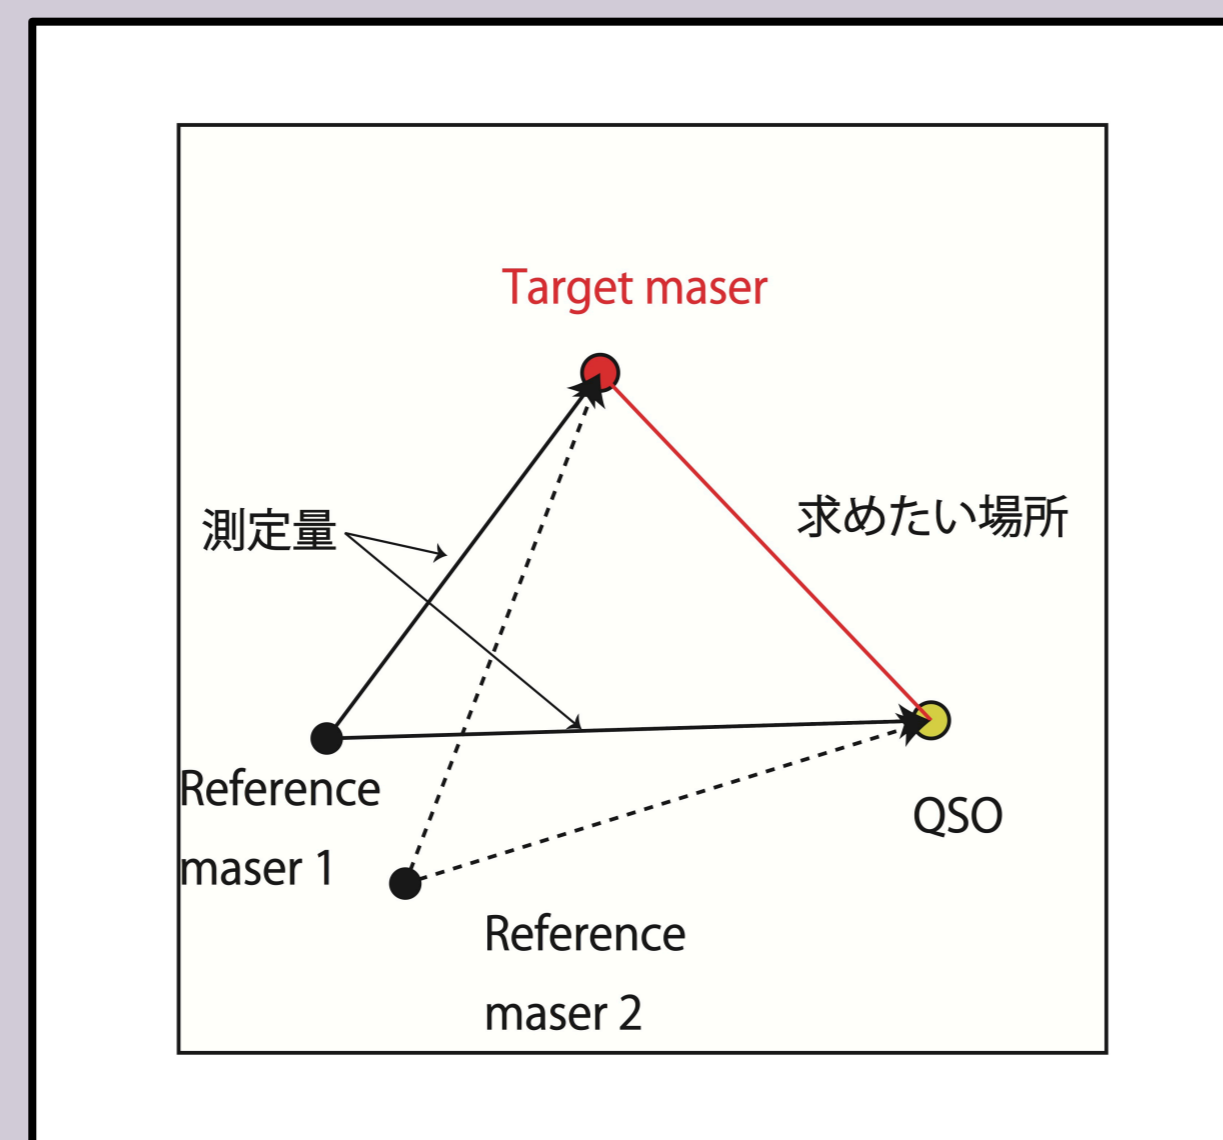 Target maser
測定量
求めたい場所
Reference
maser 1
QSO
Reference
maser 2